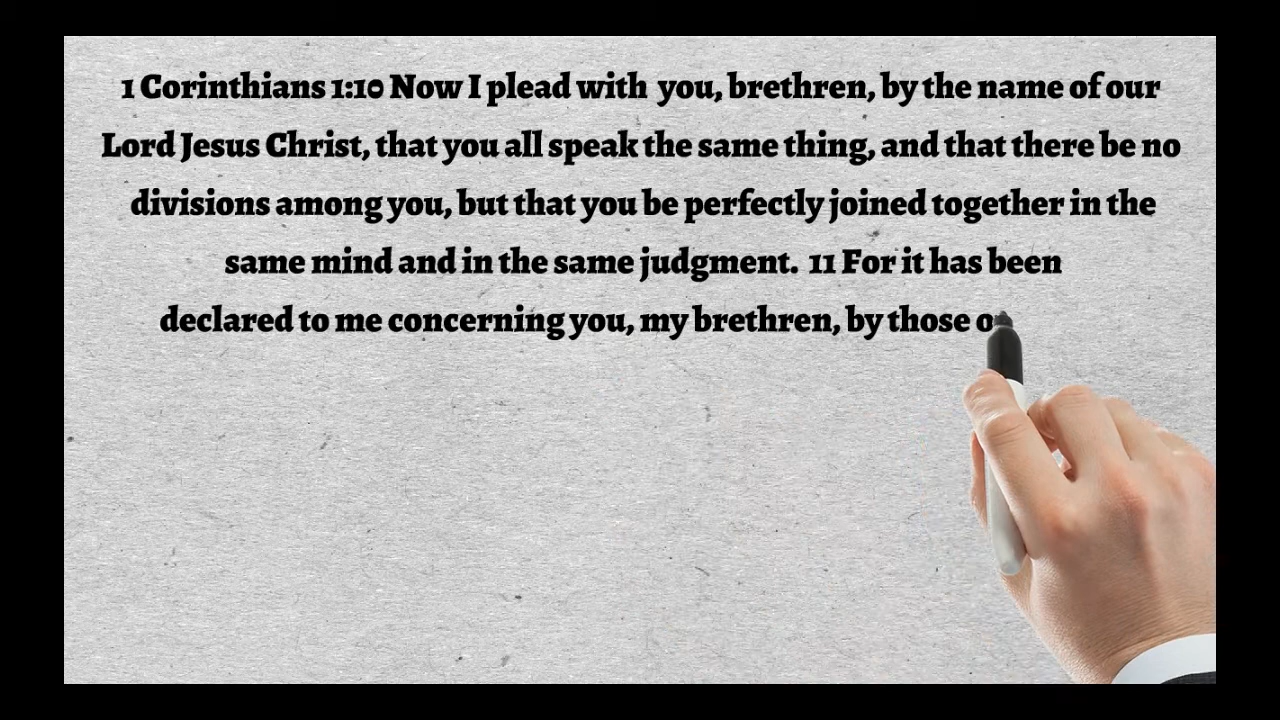 1 Corinthians 1:10 Now I plead with you, brethren, by the name of our
Lord Jesus Christ, that you all speak the same thing, and that there be no
divisions among you, but that you be perfectly joined together in the
same mind and in the same judgment. 11 For it has been
declared to me concerning you, my brethren, by those o